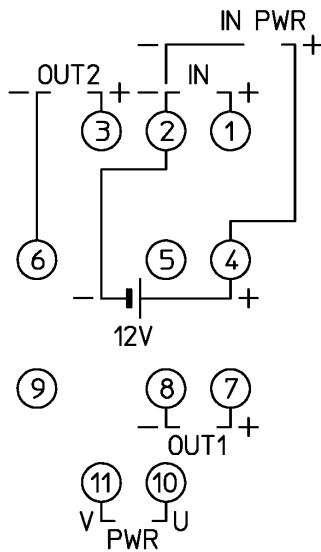 IN PWR
− +
− OUT2 + − IN +
3 2 1
6 5 4
− +
12V
9 8 7
− OUT1 +
11 10
V PWR U